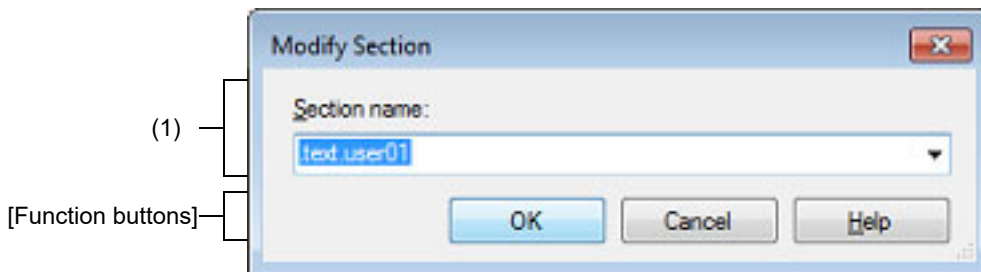 Modify Section
(1)
Section name:
.text.user01
[Function buttons]
OK Cancel Help